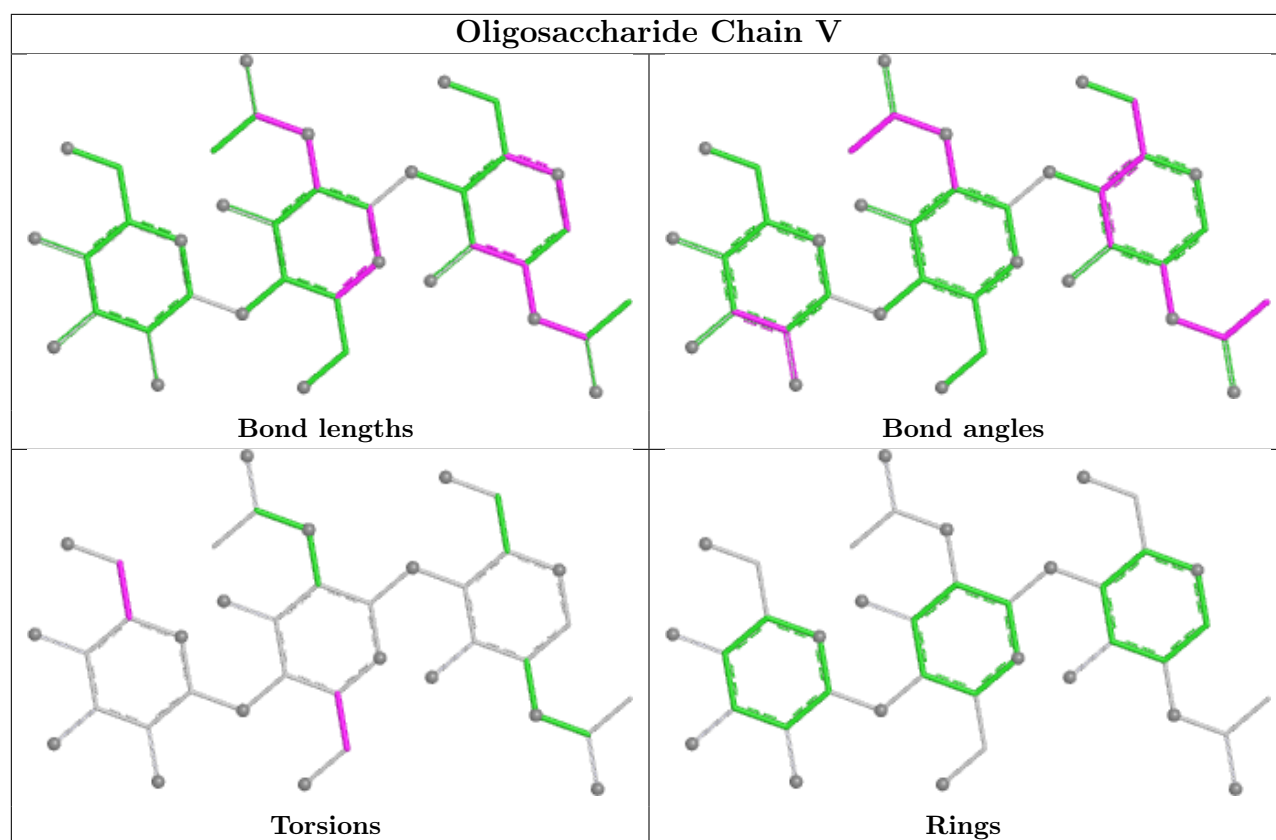 Oligosaccharide Chain V
Bond lengths
Bond angles
Torsions
Rings